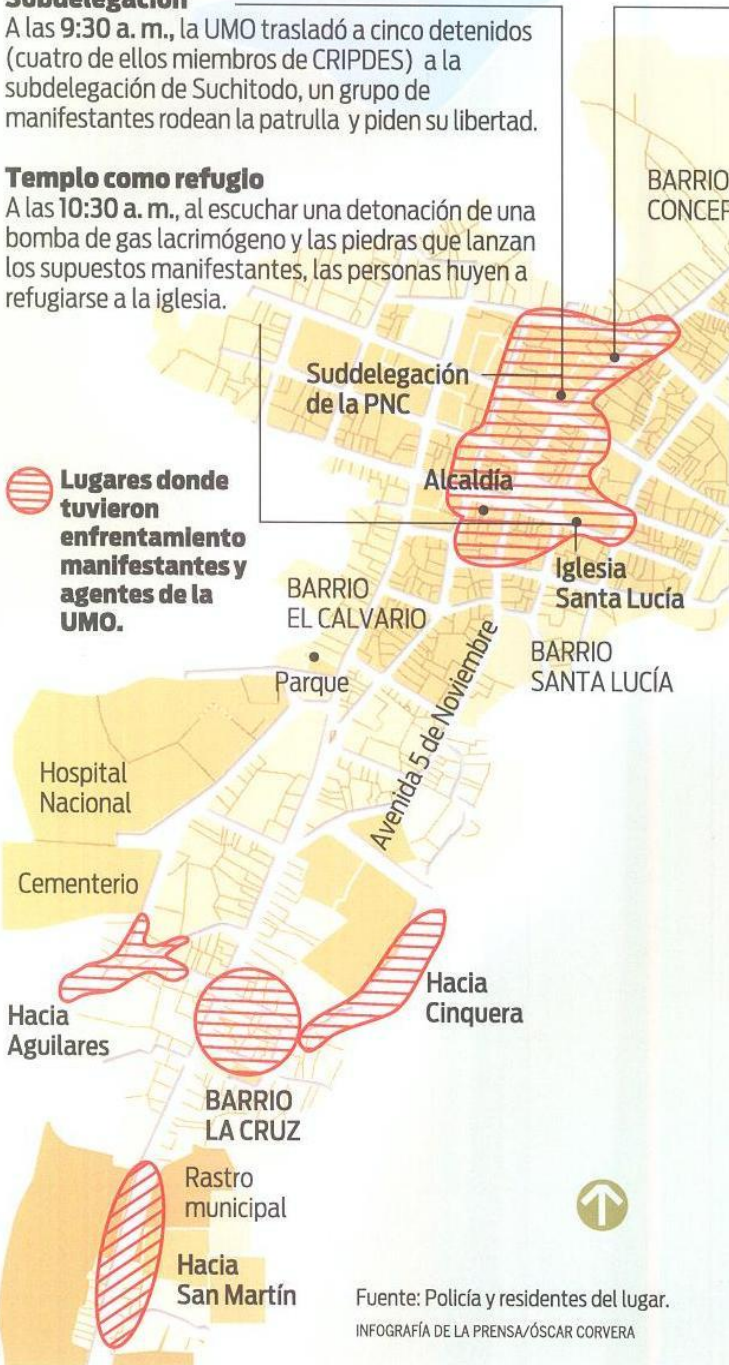 Subdelegación
A las 9:30 a. m., la UMO trasladó a cinco detenidos
(cuatro de ellos miembros de CRIPDES) a la
subdelegación de Suchitodo, un grupo de
manifestantes rodean la patrulla y piden su libertad.
Templo como refugio
A las 10:30 a. m., al escuchar una detonación de una
bomba de gas lacrimógeno y las piedras que lanzan
los supuestos manifestantes, las personas huyen a
refugiarse a la iglesia.
BARRIO
CONCEP
Suddelegación
de la PNC
Lugares donde
tuvieron
enfrentamiento
manifestantes y
agentes de la
UMO.
Alcaldía
Iglesia
Santa Lucía
BARRIO
EL CALVARIO
BARRIO
SANTA LUCÍA
Parque
Avenida 5 de Noviembre
Hospital
Nacional
Cementerio
Hacia
Aguilares
Hacia
Cinquera
BARRIO
LA CRUZ
Rastro
municipal
Hacia
San Martín
Fuente: Policía y residentes del lugar.
INFOGRAFÍA DE LA PRENSA/ÓSCAR CORVERA